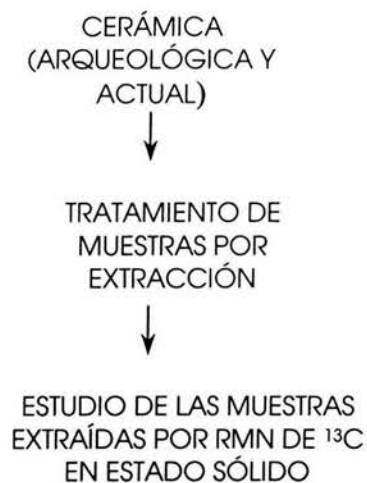 CERÁMICA
(ARQUEOLÓGICA Y
ACTUAL)
TRATAMIENTO DE
MUESTRAS POR
EXTRACCIÓN
ESTUDIO DE LAS MUESTRAS
EXTRAÍDAS POR RMN DE ¹³C
EN ESTADO SÓLIDO